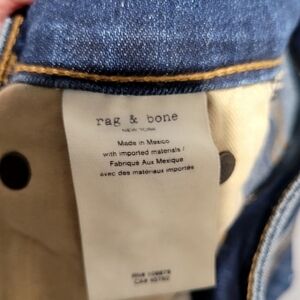 rag & bone
NEW YORK
Made in Mexico
with imported materials /
Fabriqué Aux Mexique
avec des matériaux importés